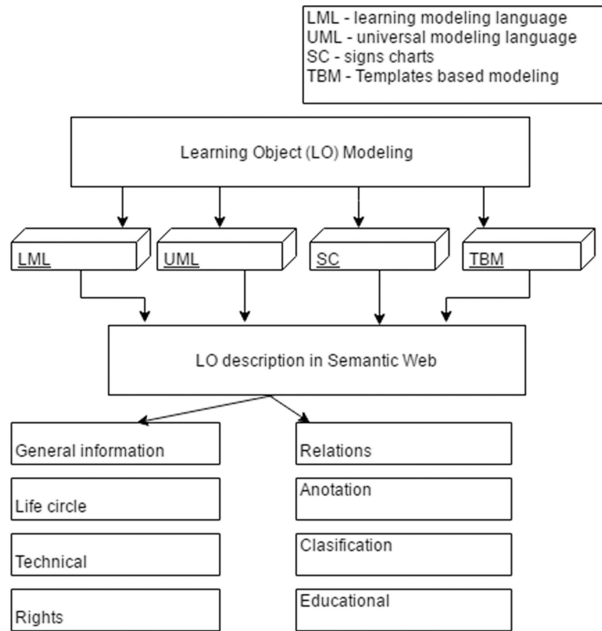 LML - learning modeling language
UML - universal modeling language
SC - signs charts
TBM - Templates based modeling
Learning Object (LO) Modeling
LML
UML
SC
TBM
LO description in Semantic Web
General information
Relations
Life circle
Anotation
Technical
Clasification
Rights
Educational